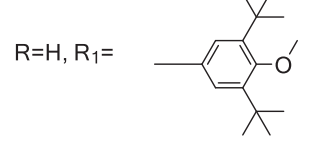 R=H, R₁=
O